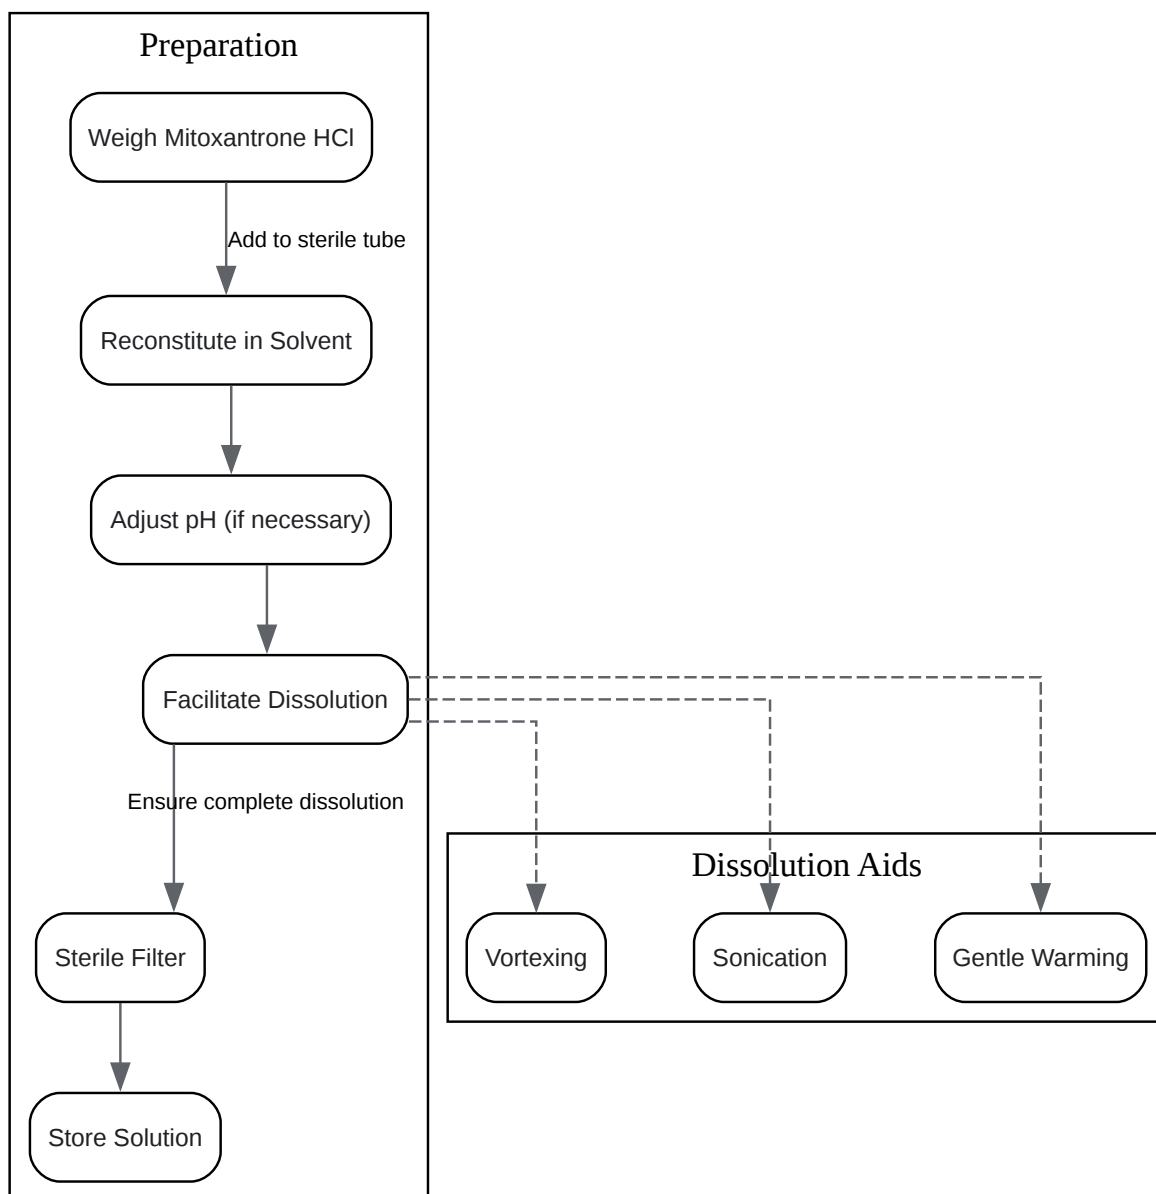 Preparation
Weigh Mitoxantrone HCl
Add to sterile tube
Reconstitute in Solvent
Adjust pH (if necessary)
Facilitate Dissolution
Ensure complete dissolution
Dissolution Aids
Vortexing
Sonication
Gentle Warming
Sterile Filter
Store Solution